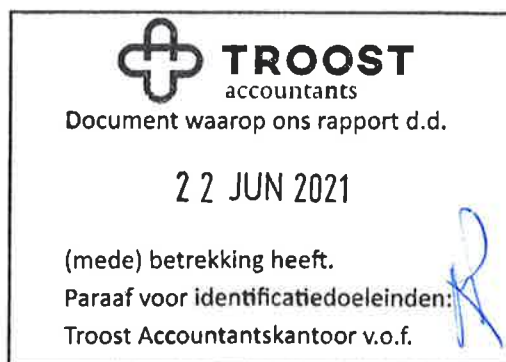 TROOST
accountants
Document waarop ons rapport d.d.
22 JUN 2021
(mede) betrekking heeft.
Paraaf voor identificatiedoeleinden:
Troost Accountantskantoor v.o.f.